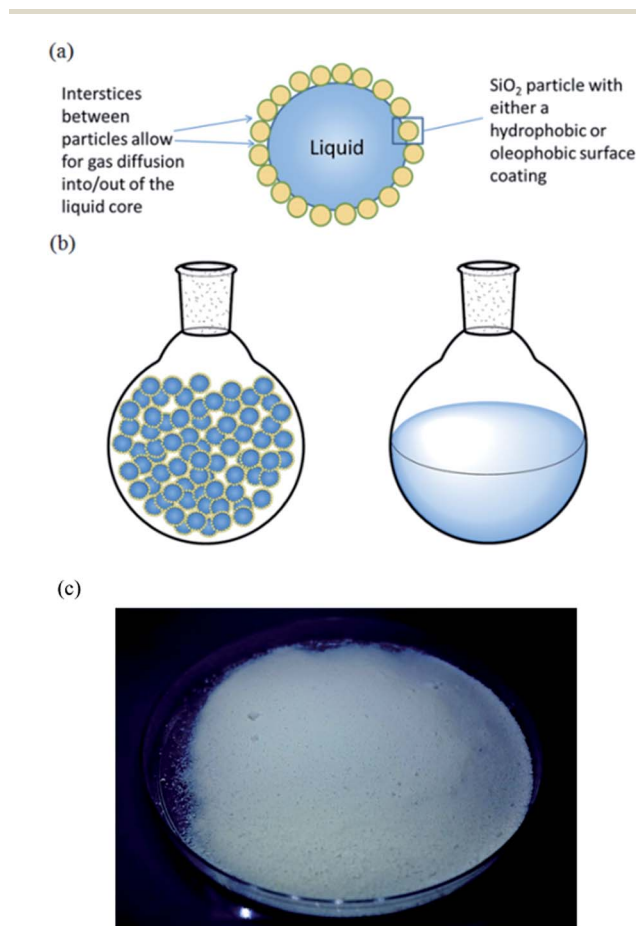 (a)
Interstices
between
particles allow
for gas diffusion
into/out of the
liquid core
Liquid
SiO₂ particle with
either a
hydrophobic or
oleophobic surface
coating
(b)
(c)